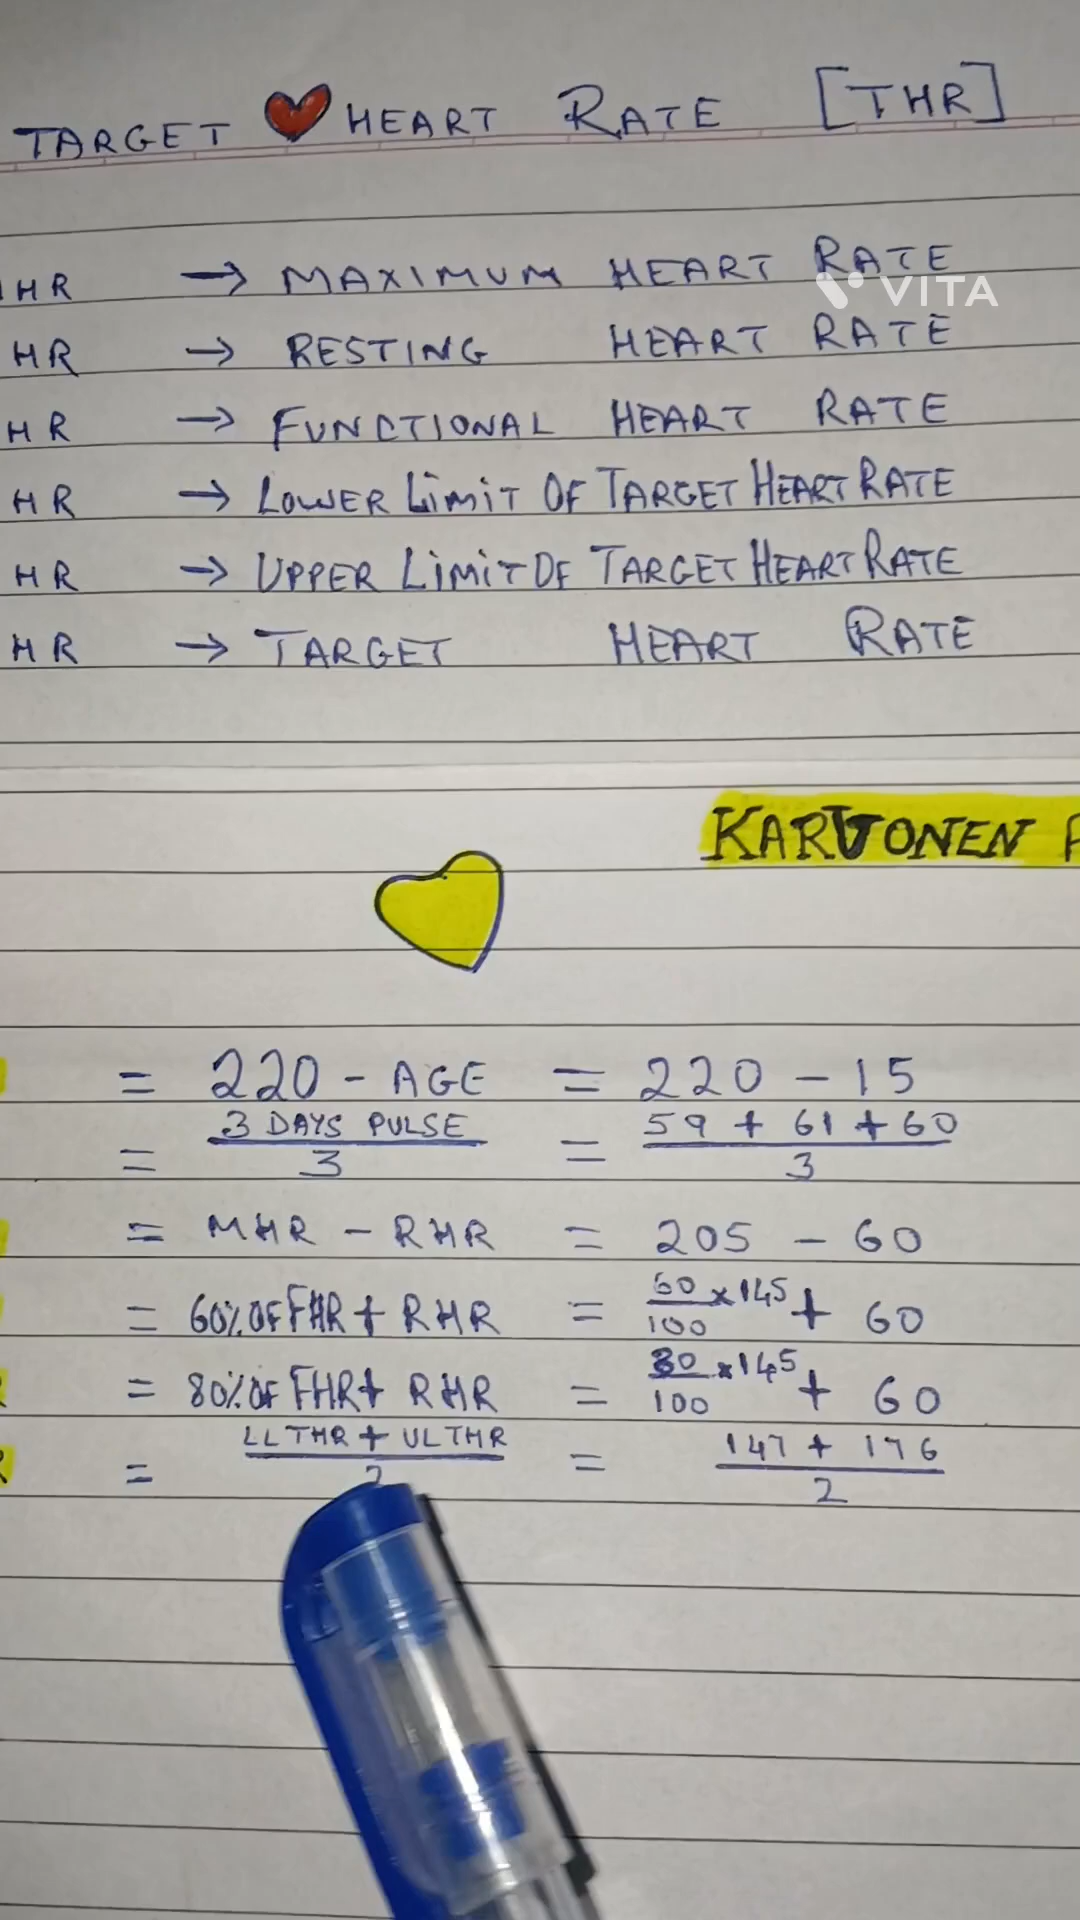 TARGET HEART RATE [THR]
HR → MAXIMUM HEART RATE
VITA
HR → RESTING HEART RATE
HR → FUNCTIONAL HEART RATE
HR → LOWER LIMIT OF TARGET HEART RATE
HR → UPPER LIMIT OF TARGET HEART RATE
HR → TARGET HEART RATE
KARVONEN
= 220 - AGE = 220 - 15
= 3 DAYS PULSE / 3 = 59 + 61 + 60 / 3
= MHR - RHR = 205 - 60
= 60% OF FHR + RHR = 60/100 × 145 + 60
= 80% OF FHR + RHR = 80/100 × 145 + 60
= LLTHR + ULTHR / 2 = 147 + 176 / 2